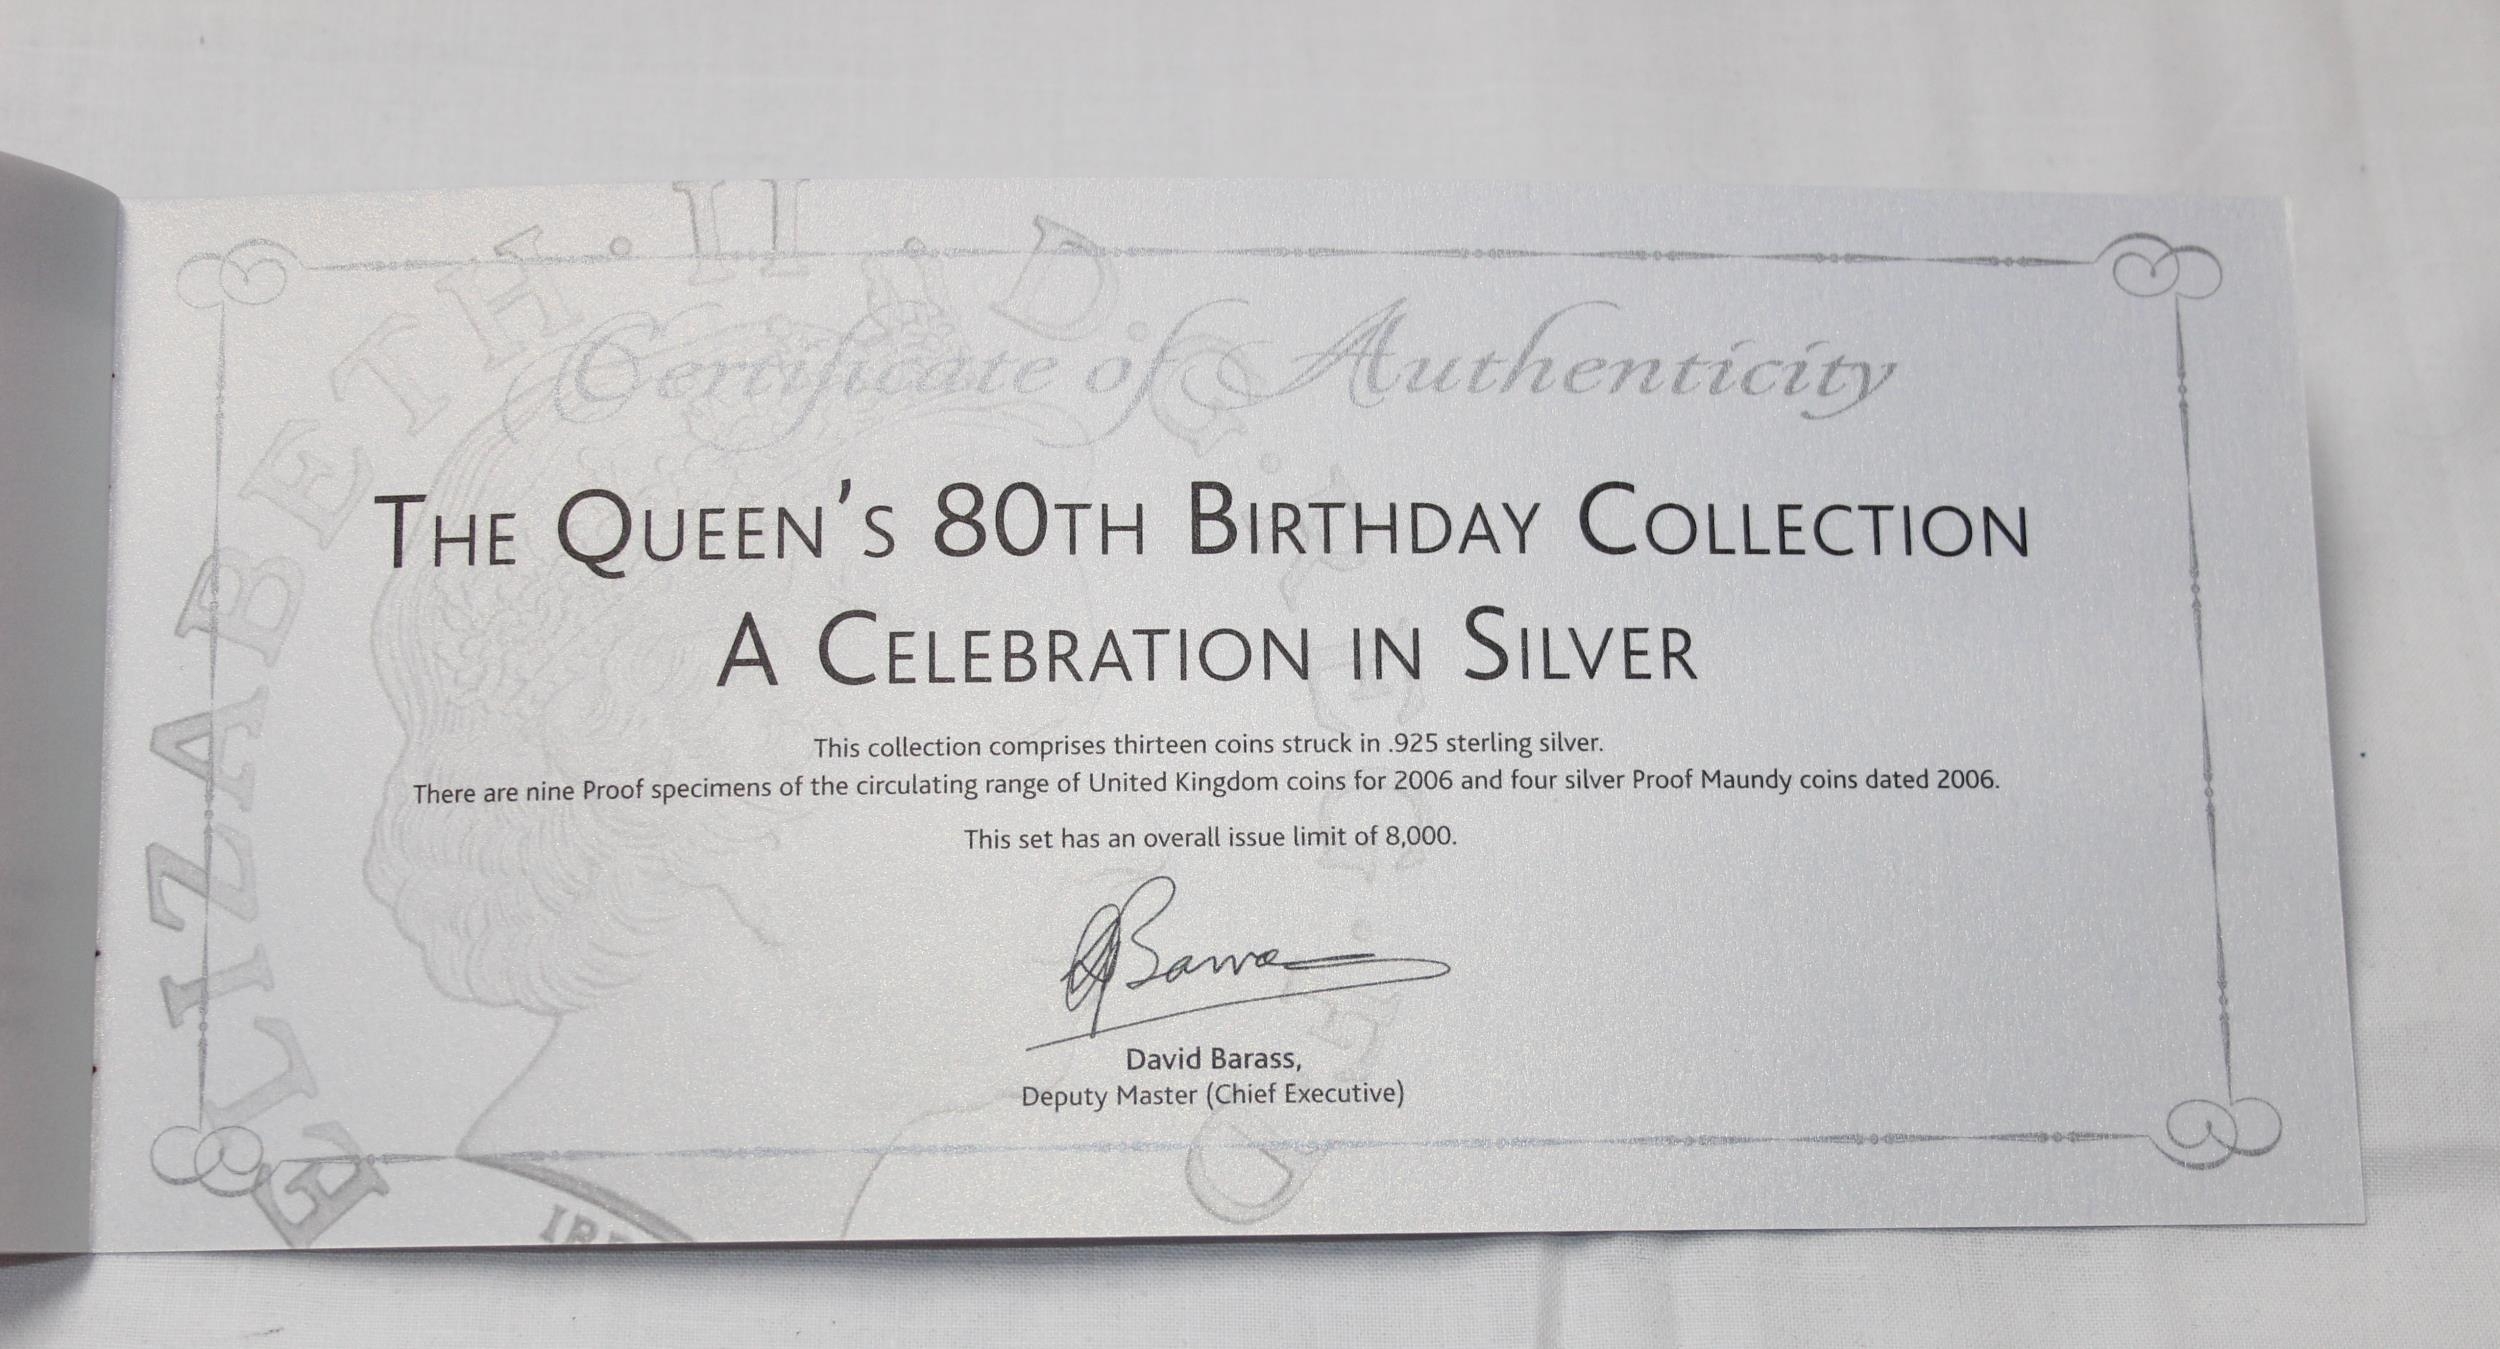 Certificate of Authenticity
THE QUEEN'S 80TH BIRTHDAY COLLECTION
A CELEBRATION IN SILVER
This collection comprises thirteen coins struck in .925 sterling silver.
There are nine Proof specimens of the circulating range of United Kingdom coins for 2006 and four silver Proof Maundy coins dated 2006.
This set has an overall issue limit of 8,000.
David Barass,
Deputy Master (Chief Executive)
ELIZABETH·II·D·G